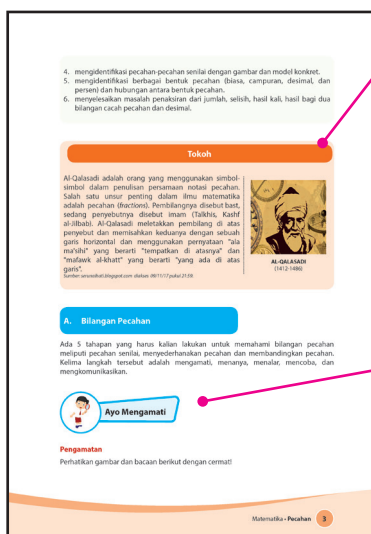 4. mengidentifikasi pecahan-pecahan senilai dengan gambar dan model konkret.
5. mengidentifikasi berbagai bentuk pecahan (biasa, campuran, desimal, dan
persen) dan hubungan antara bentuk pecahan.
6. menyelesaikan masalah penaksiran dari jumlah, selisih, hasil kali, hasil bagi dua
bilangan cacah pecahan dan desimal.
Tokoh
Al-Qalasadi adalah orang yang menggunakan simbol-
simbol dalam penulisan persamaan notasi pecahan.
Salah satu unsur penting dalam ilmu matematika
adalah pecahan (fractions). Pembilangnya disebut bast,
sedang penyebutnya disebut imam (Talkhis, Kashf
al-Jilbab). Al-Qalasadi meletakkan pembilang di atas
penyebut dan memisahkan keduanya dengan sebuah
garis horizontal dan menggunakan pernyataan "ala
ma'sihi" yang berarti "tempatkan di atasnya" dan
"mafawk al-khatt" yang berarti "yang ada di atas
garis".
AL-QALASADI
(1412-1486)
A. Bilangan Pecahan
Ada 5 tahapan yang harus kalian lakukan untuk memahami bilangan pecahan
meliputi pecahan senilai, menyederhanakan pecahan dan membandingkan pecahan.
Kelima langkah tersebut adalah mengamati, menanya, menalar, mencoba, dan
mengkomunikasikan.
Ayo Mengamati
Pengamatan
Perhatikan gambar dan bacaan berikut dengan cermat!
Matematika • Pecahan 3